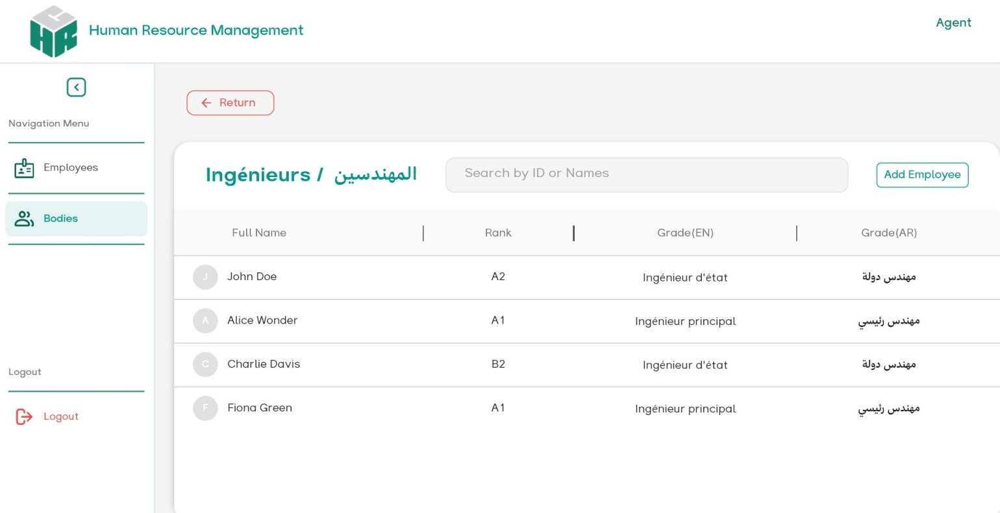 Human Resource Management
Agent
Navigation Menu
Employees
Bodies
Logout
Logout
← Return
Ingénieurs / المهندسين
Search by ID or Names
Add Employee
Full Name | Rank | Grade(EN) | Grade(AR)
J John Doe A2 Ingénieur d'état مهندس دولة
A Alice Wonder A1 Ingénieur principal مهندس رئيسي
C Charlie Davis B2 Ingénieur d'état مهندس دولة
F Fiona Green A1 Ingénieur principal مهندس رئيسي